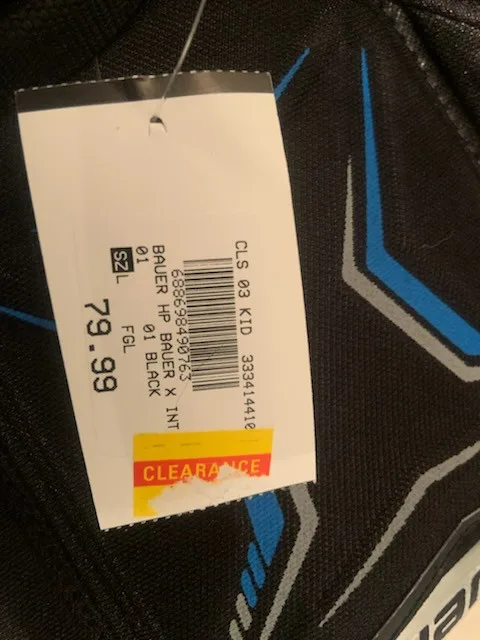 CLS 03 KID 333414410
688698490763
BAUER HP BAUER X INT
01 01 BLACK
SZ L FGL
79.99
CLEARANCE